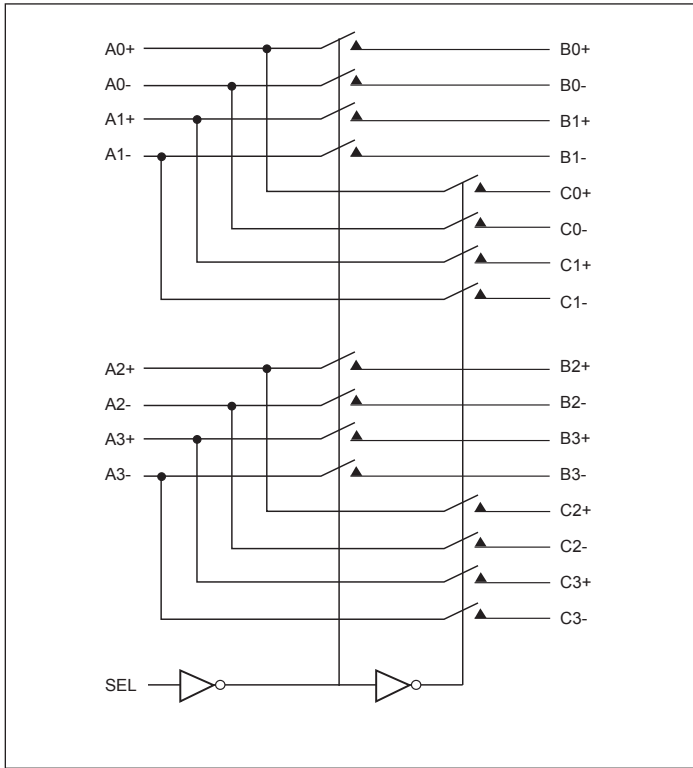 A0+ B0+
A0- B0-
A1+ B1+
A1- B1-
C0+
C0-
C1+
C1-
A2+ B2+
A2- B2-
A3+ B3+
A3- B3-
C2+
C2-
C3+
C3-
SEL